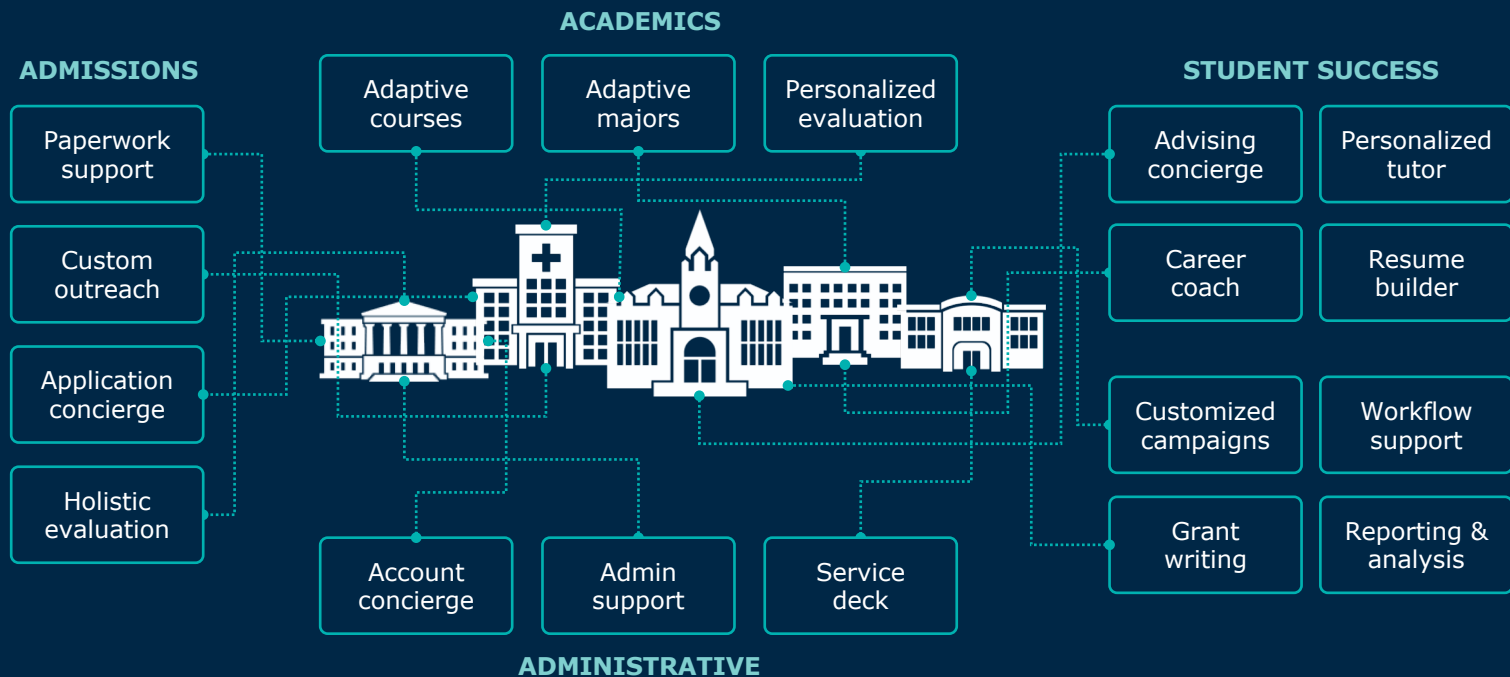 ACADEMICS
ADMISSIONS
STUDENT SUCCESS
Adaptive
courses
Adaptive
majors
Personalized
evaluation
Paperwork
support
Custom
outreach
Application
concierge
Holistic
evaluation
Advising
concierge
Personalized
tutor
Career
coach
Resume
builder
Customized
campaigns
Workflow
support
Grant
writing
Reporting &
analysis
Account
concierge
Admin
support
Service
deck
ADMINISTRATIVE